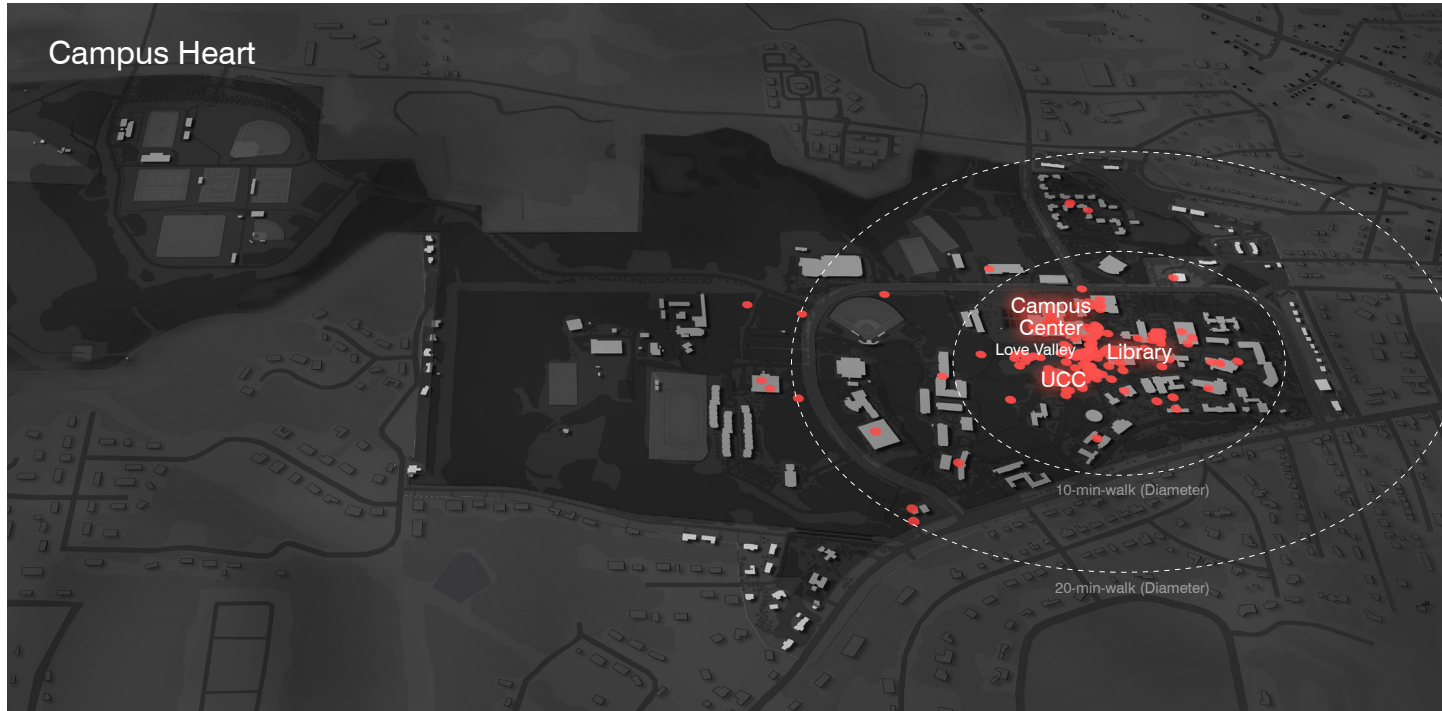 Campus Heart
Campus
Center
Love Valley
Library
UCC
10-min-walk (Diameter)
20-min-walk (Diameter)